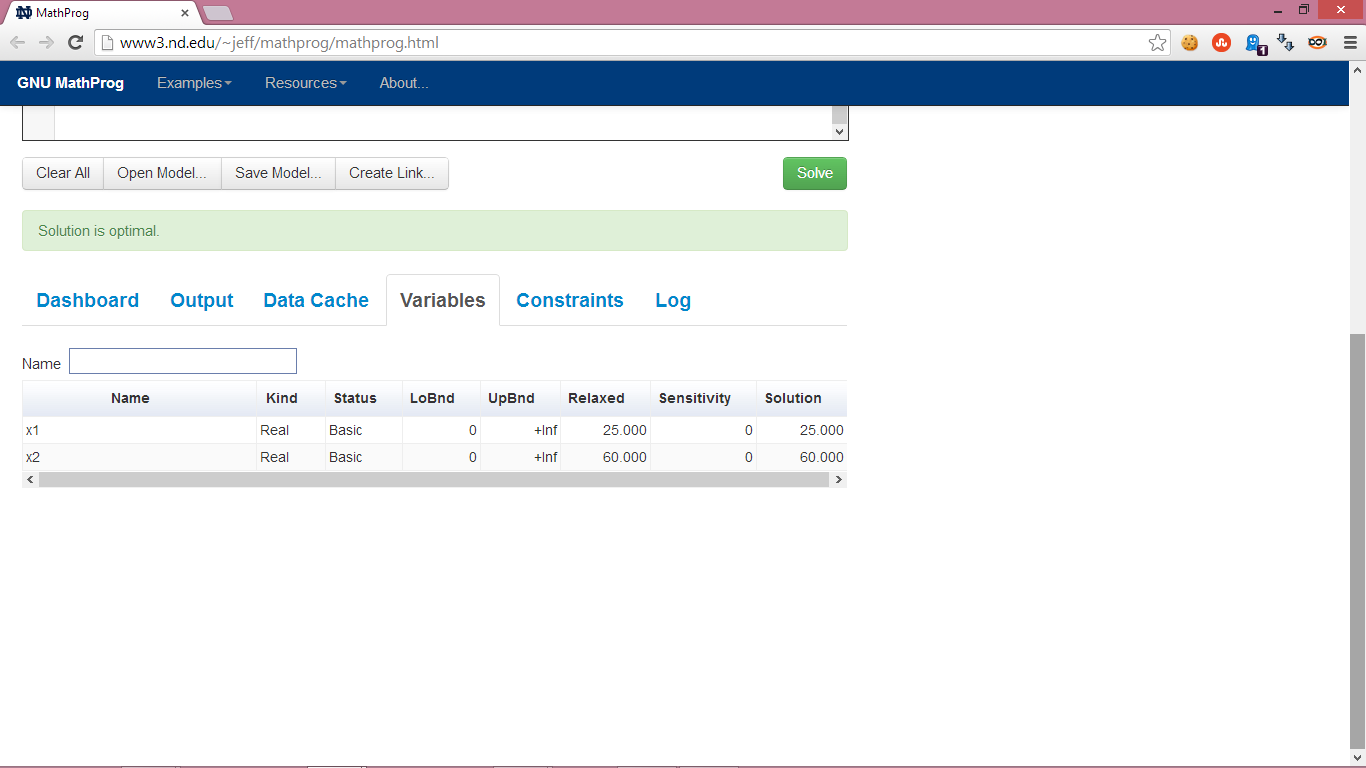 MathProg
www3.nd.edu/~jeff/mathprog/mathprog.html
1
GNU MathProg Examples Resources About...
Clear All Open Model... Save Model... Create Link... Solve
Solution is optimal.
Dashboard Output Data Cache Variables Constraints Log
Name
Name Kind Status LoBnd UpBnd Relaxed Sensitivity Solution
x1 Real Basic 0 +Inf 25.000 0 25.000
x2 Real Basic 0 +Inf 60.000 0 60.000